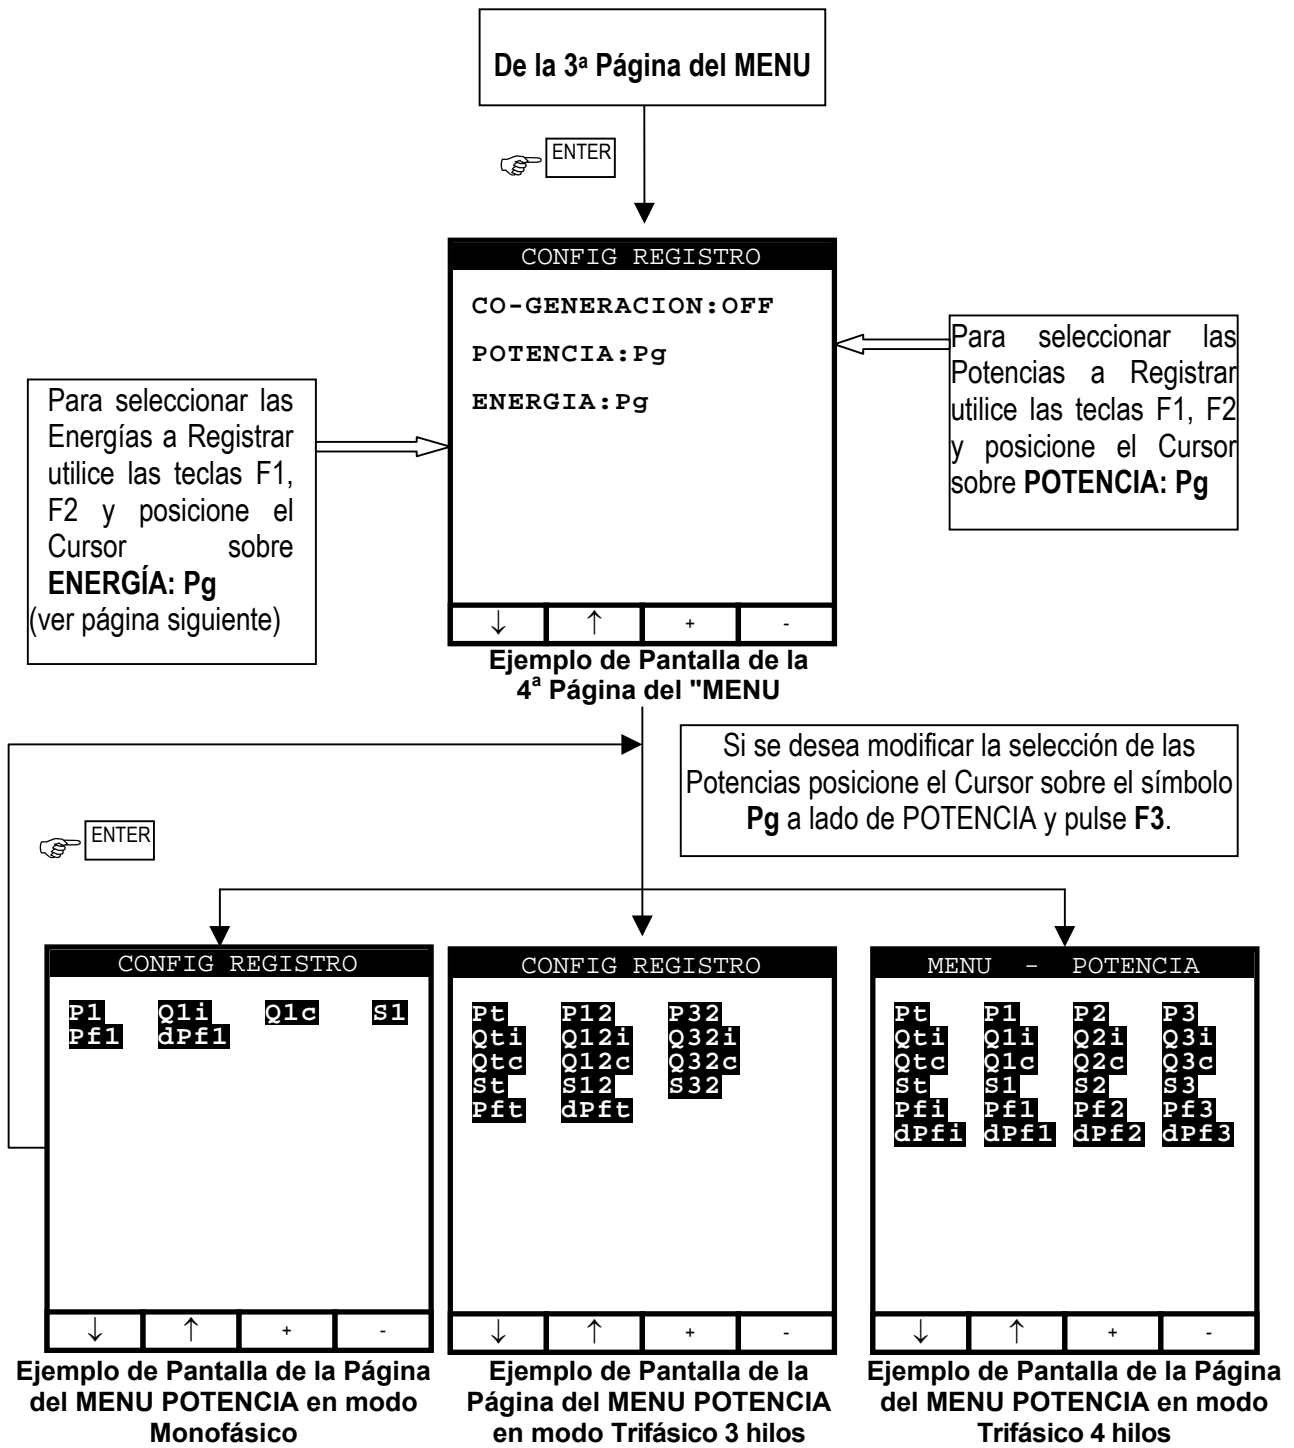 De la 3ª Página del MENU
ENTER
CONFIG REGISTRO
CO-GENERACION:OFF
POTENCIA:Pg
ENERGIA:Pg
↓ ↑ + -
Para seleccionar las
Potencias a Registrar
utilice las teclas F1, F2
y posicione el Cursor
sobre POTENCIA: Pg
Para seleccionar las
Energías a Registrar
utilice las teclas F1,
F2 y posicione el
Cursor sobre
ENERGÍA: Pg
(ver página siguiente)
Ejemplo de Pantalla de la
4ª Página del "MENU
Si se desea modificar la selección de las
Potencias posicione el Cursor sobre el símbolo
Pg a lado de POTENCIA y pulse F3.
ENTER
CONFIG REGISTRO
P1 Q1i Q1c S1
Pf1 dPf1
↓ ↑ + -
Ejemplo de Pantalla de la Página
del MENU POTENCIA en modo
Monofásico
CONFIG REGISTRO
Pt P12 P32
Qti Q12i Q32i
Qtc Q12c Q32c
St S12 S32
Pft dPft
↓ ↑ + -
Ejemplo de Pantalla de la
Página del MENU POTENCIA
en modo Trifásico 3 hilos
MENU - POTENCIA
Pt P1 P2 P3
Qti Q1i Q2i Q3i
Qtc Q1c Q2c Q3c
St S1 S2 S3
Pfi Pf1 Pf2 Pf3
dPfi dPf1 dPf2 dPf3
↓ ↑ + -
Ejemplo de Pantalla de la Página
del MENU POTENCIA en modo
Trifásico 4 hilos